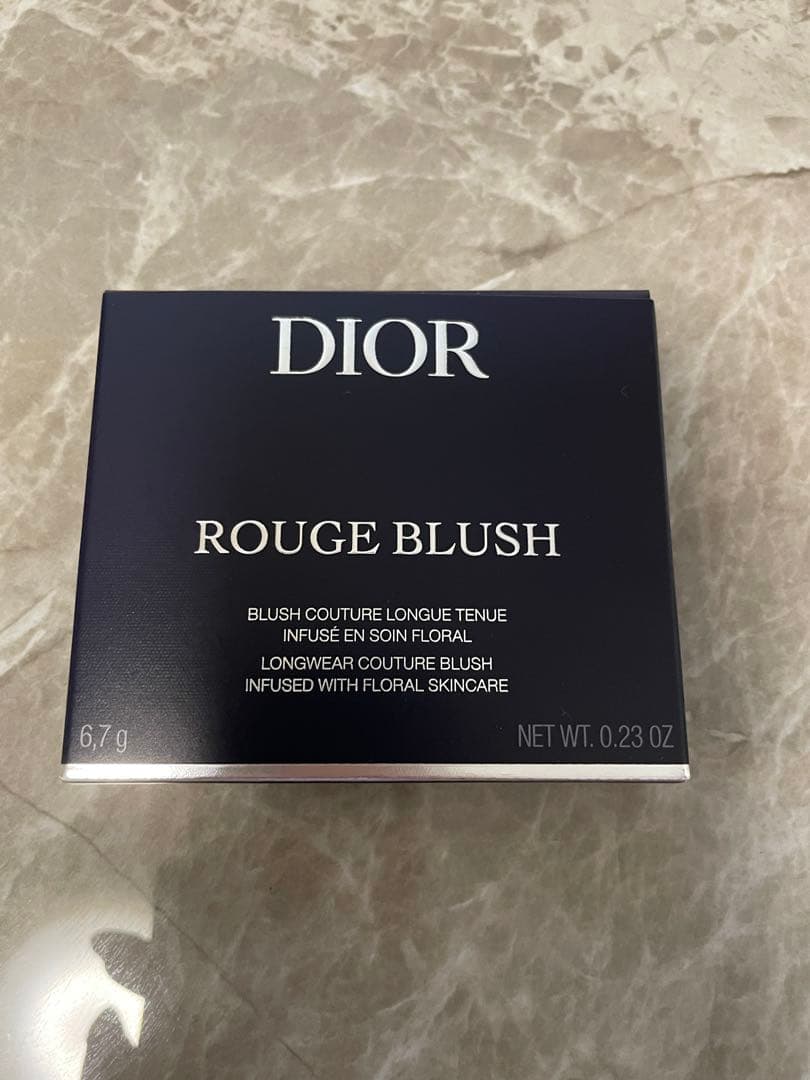 DIOR
ROUGE BLUSH
BLUSH COUTURE LONGUE TENUE
INFUSÉ EN SOIN FLORAL
LONGWEAR COUTURE BLUSH
INFUSED WITH FLORAL SKINCARE
6,7 g NET WT. 0.23 OZ